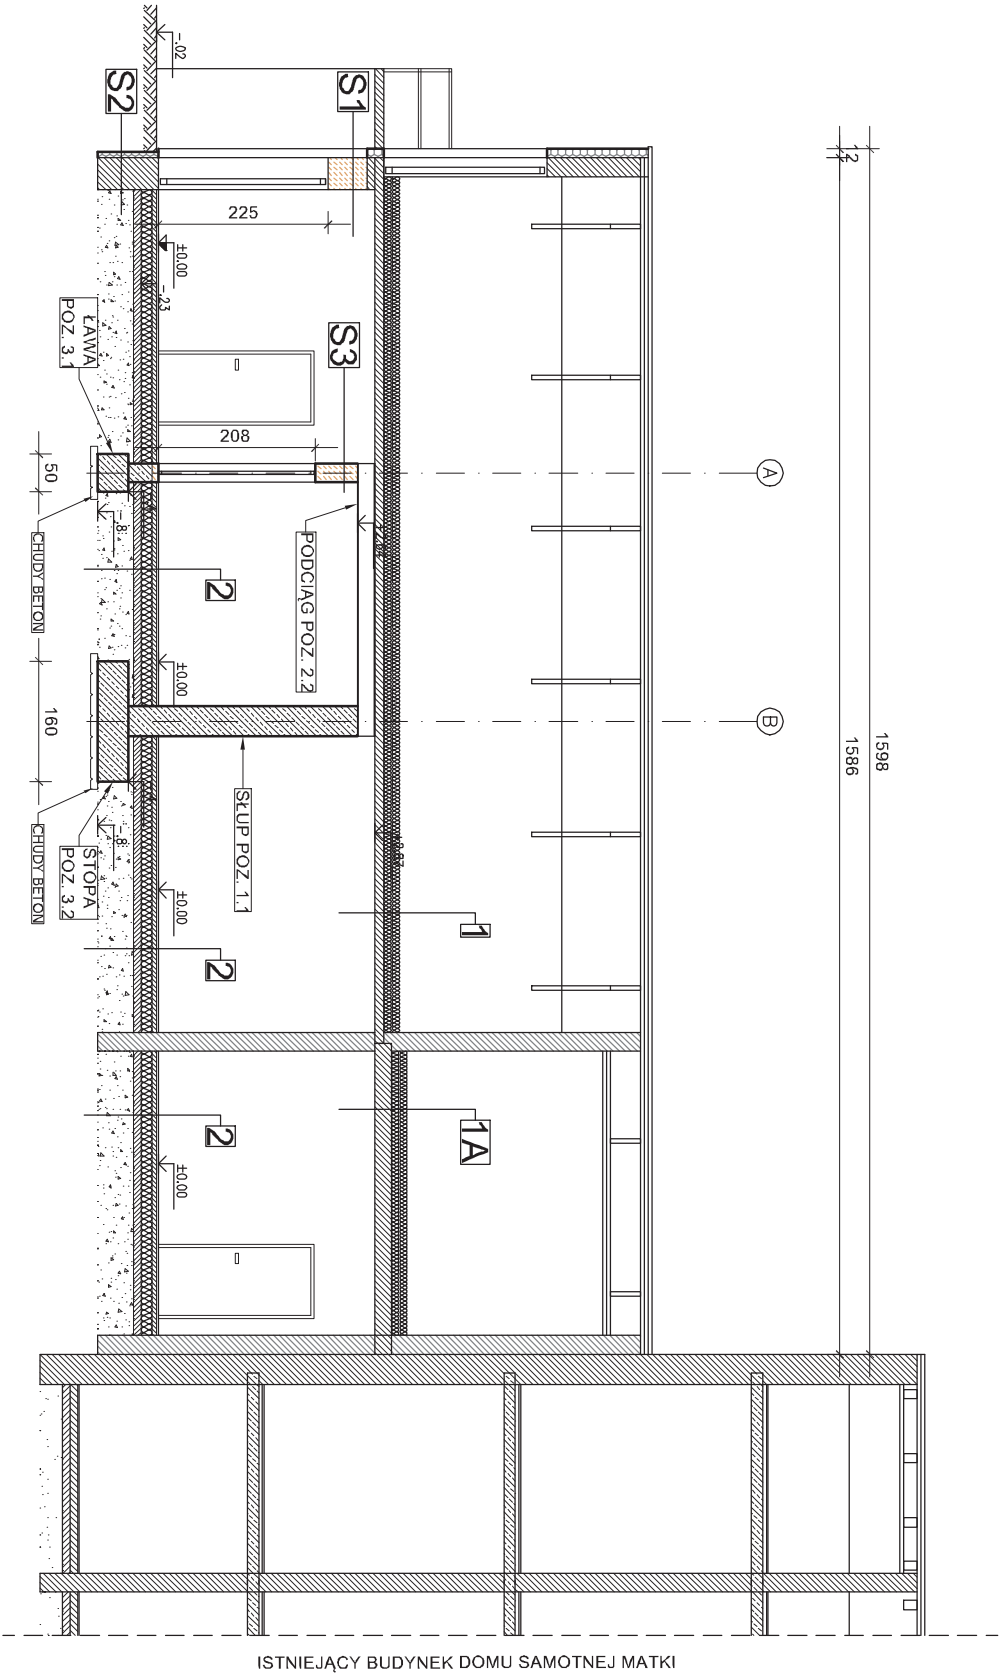 -.02
S2
S1
12
1598
1586
225
±0.00
-.23
ŁAWA
POZ. 3.1
S3
208
A
50
-.8
CHUDY BETON
2
PODCIĄG POZ. 2.2
±0.00
B
160
SŁUP POZ. 1.1
CHUDY BETON
-.8
STOPA
POZ. 3.2
±0.00
1
2
2
1A
±0.00
ISTNIEJĄCY BUDYNEK DOMU SAMOTNEJ MATKI